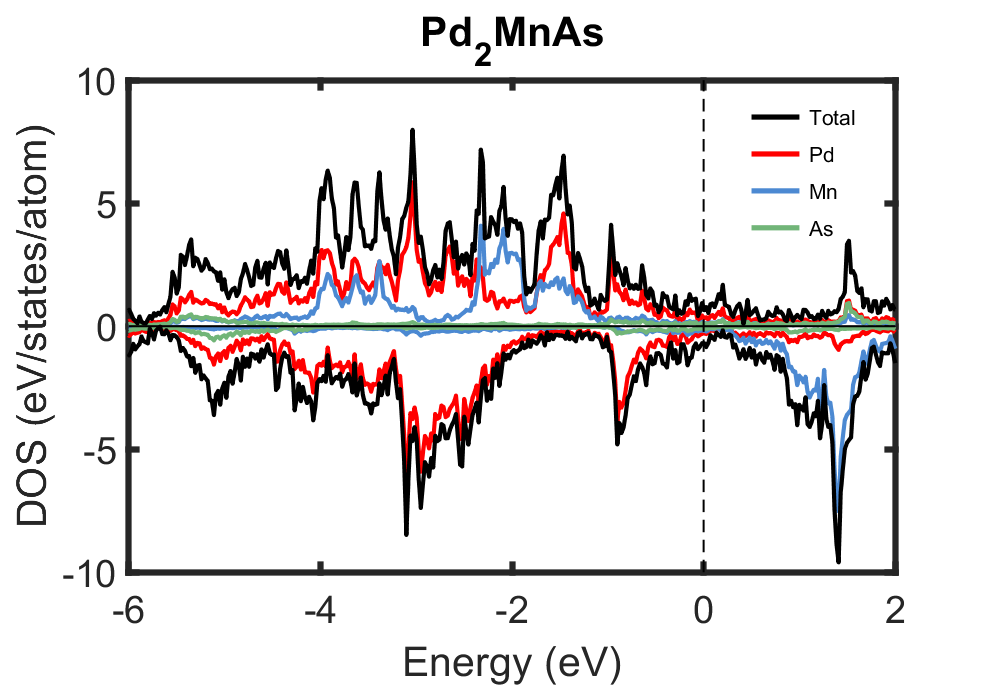 Pd₂MnAs
10
5
0
-5
-10
DOS (eV/states/atom)
Total
Pd
Mn
As
-6 -4 -2 0 2
Energy (eV)